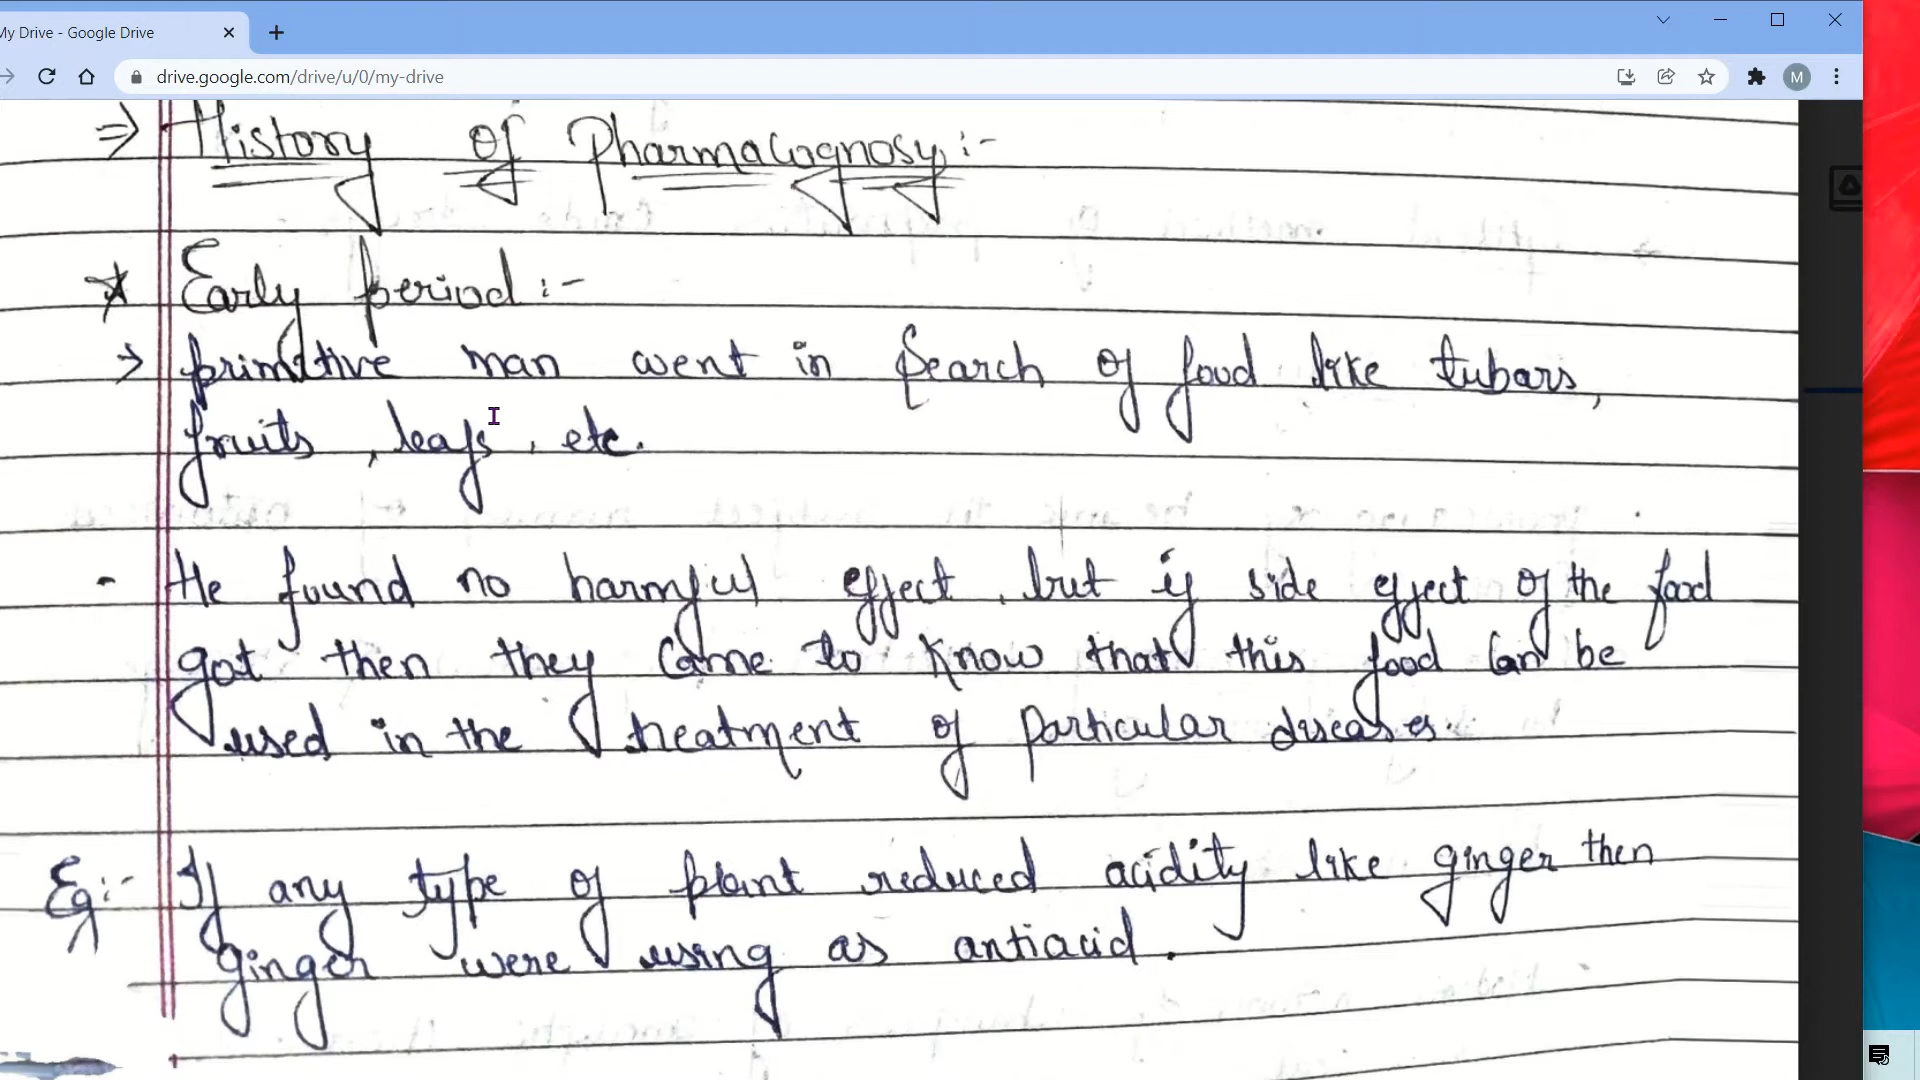 My Drive - Google Drive
drive.google.com/drive/u/0/my-drive
M
⇒ History of Pharmacognosy :-
★ Early period :-
→ primitive man went in Search of food like tubars,
fruits , leafs , etc.
- He found no harmful effect , but if side effect of the food
got then they came to know that this food can be
used in the treatment of particular diseases.
Eg :- If any type of plant reduced acidity like ginger then
ginger were using as antiacid.